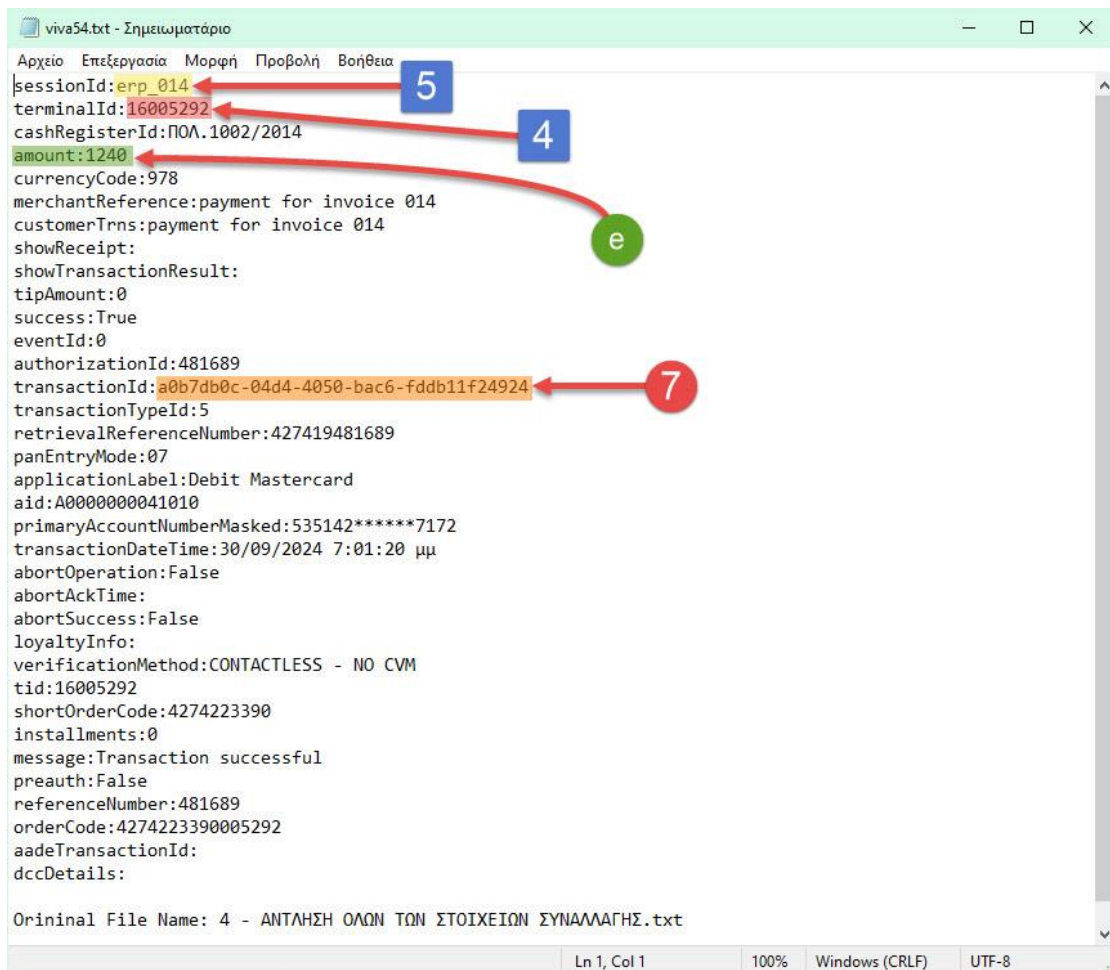 viva54.txt - Σημειωματάριο
Αρχείο Επεξεργασία Μορφή Προβολή Βοήθεια
sessionId:erp_014
5
terminalId:16005292
cashRegisterId:ΠΟΛ.1002/2014
4
amount:1240
currencyCode:978
merchantReference:payment for invoice 014
customerTrns:payment for invoice 014
e
showReceipt:
showTransactionResult:
tipAmount:0
success:True
eventId:0
authorizationId:481689
transactionId:a0b7db0c-04d4-4050-bac6-fddb11f24924
7
transactionTypeId:5
retrievalReferenceNumber:427419481689
panEntryMode:07
applicationLabel:Debit Mastercard
aid:A0000000041010
primaryAccountNumberMasked:535142******7172
transactionDateTime:30/09/2024 7:01:20 μμ
abortOperation:False
abortAckTime:
abortSuccess:False
loyaltyInfo:
verificationMethod:CONTACTLESS - NO CVM
tid:16005292
shortOrderCode:4274223390
installments:0
message:Transaction successful
preauth:False
referenceNumber:481689
orderCode:4274223390005292
aadeTransactionId:
dccDetails:
Orininal File Name: 4 - ΑΝΤΛΗΣΗ ΟΛΩΝ ΤΩΝ ΣΤΟΙΧΕΙΩΝ ΣΥΝΑΛΛΑΓΗΣ.txt
Ln 1, Col 1 100% Windows (CRLF) UTF-8